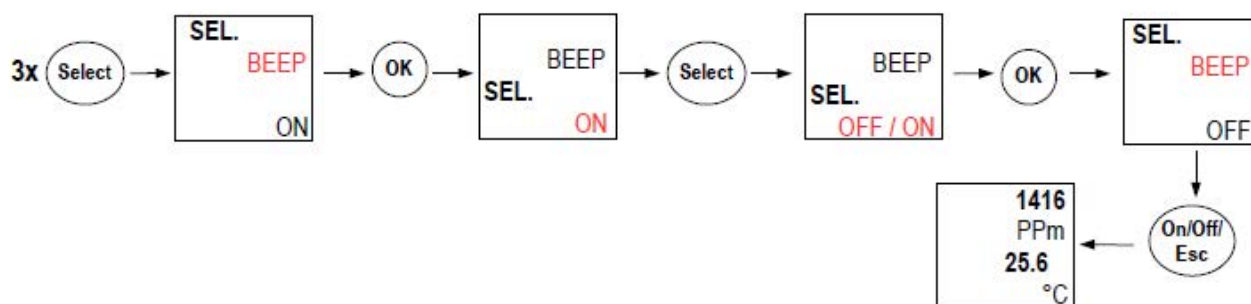 3x
Select
SEL.
BEEP
ON
OK
BEEP
SEL.
ON
Select
BEEP
SEL.
OFF / ON
OK
SEL.
BEEP
OFF
On/Off/
Esc
1416
PPm
25.6
°C